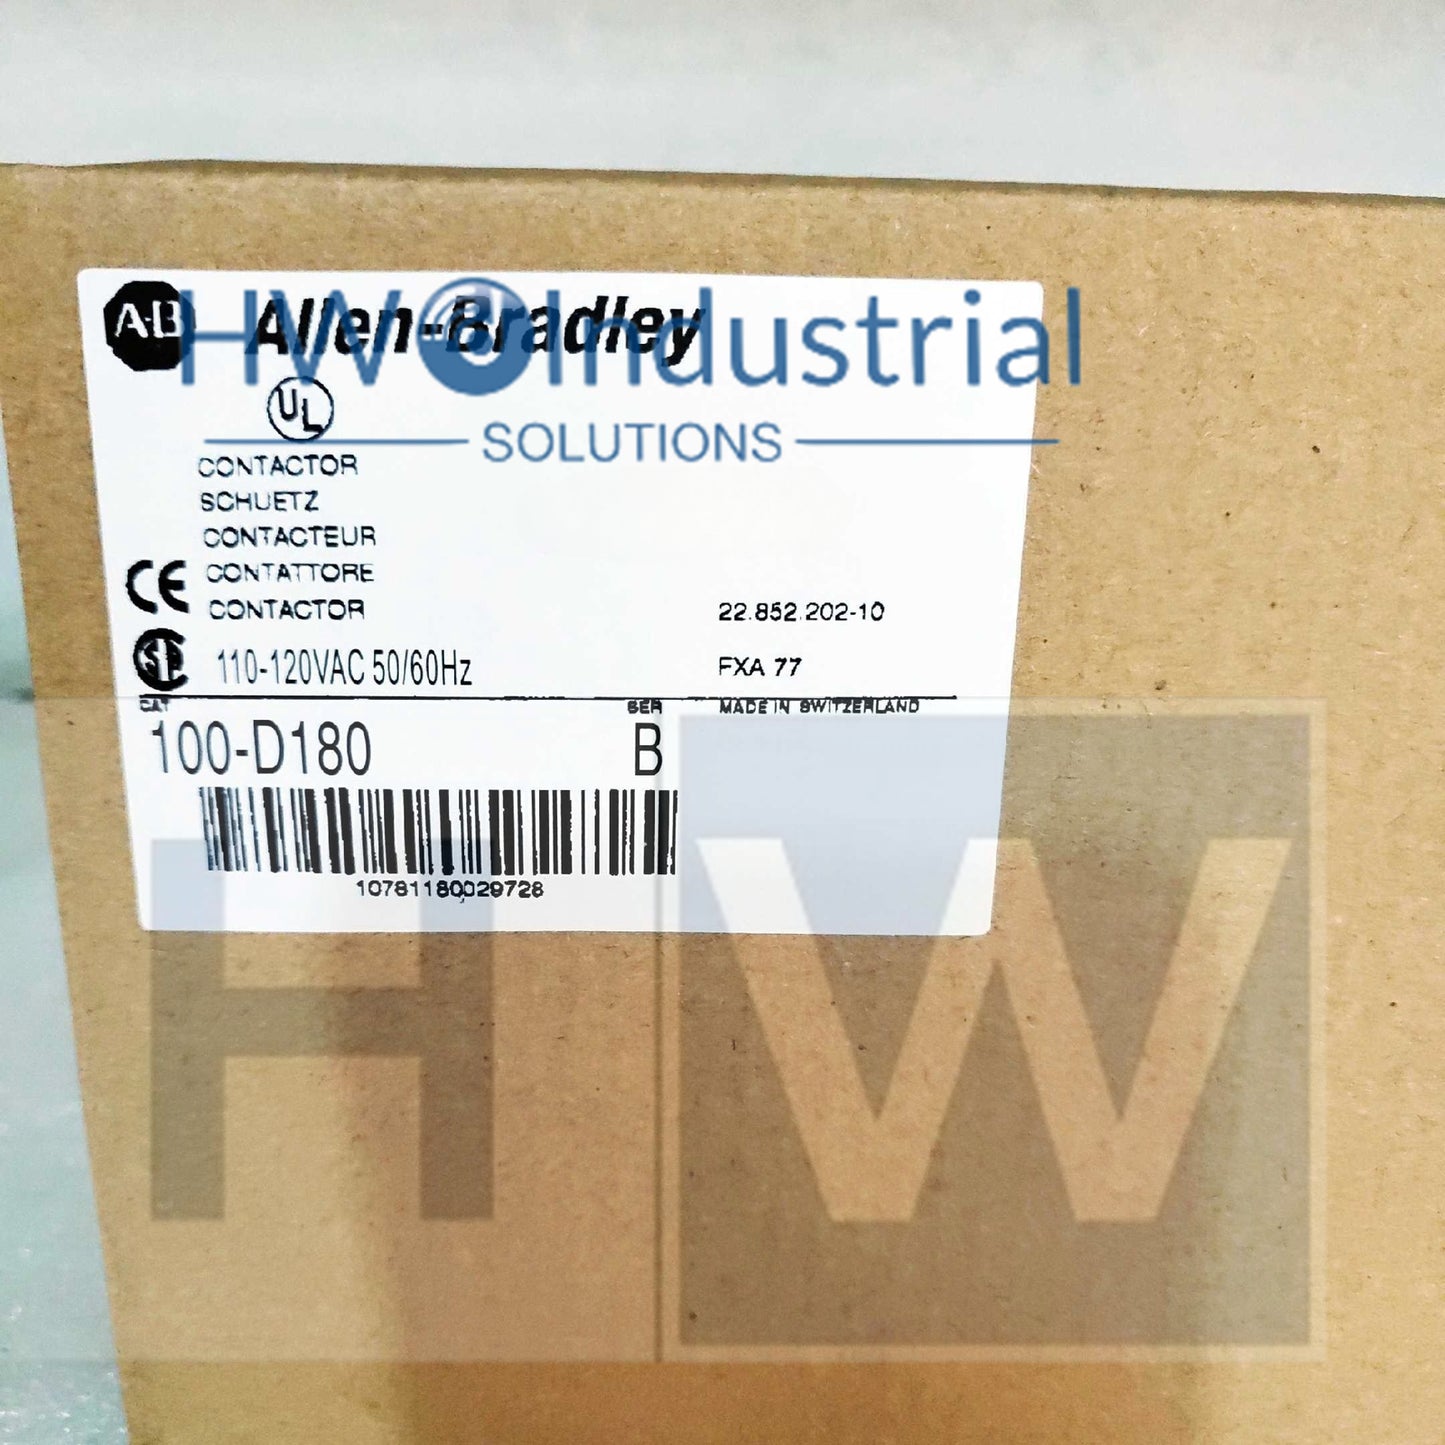 A-B Allen-Bradley
HW Industrial
SOLUTIONS
UL
CONTACTOR
SCHUETZ
CONTACTEUR
CE CONTATTORE
CONTACTOR 22.852.202-10
110-120VAC 50/60Hz FXA 77
CAT SER MADE IN SWITZERLAND
100-D180 B
10781180029728
HW